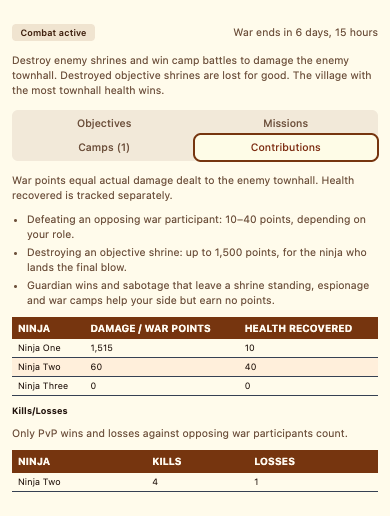 Combat active
War ends in 6 days, 15 hours
Destroy enemy shrines and win camp battles to damage the enemy
townhall. Destroyed objective shrines are lost for good. The village with
the most townhall health wins.
Objectives
Missions
Camps (1)
Contributions
War points equal actual damage dealt to the enemy townhall. Health
recovered is tracked separately.
• Defeating an opposing war participant: 10–40 points, depending on
your role.
• Destroying an objective shrine: up to 1,500 points, for the ninja who
lands the final blow.
• Guardian wins and sabotage that leave a shrine standing, espionage
and war camps help your side but earn no points.
NINJA DAMAGE / WAR POINTS HEALTH RECOVERED
Ninja One 1,515 10
Ninja Two 60 40
Ninja Three 0 0
Kills/Losses
Only PvP wins and losses against opposing war participants count.
NINJA KILLS LOSSES
Ninja Two 4 1